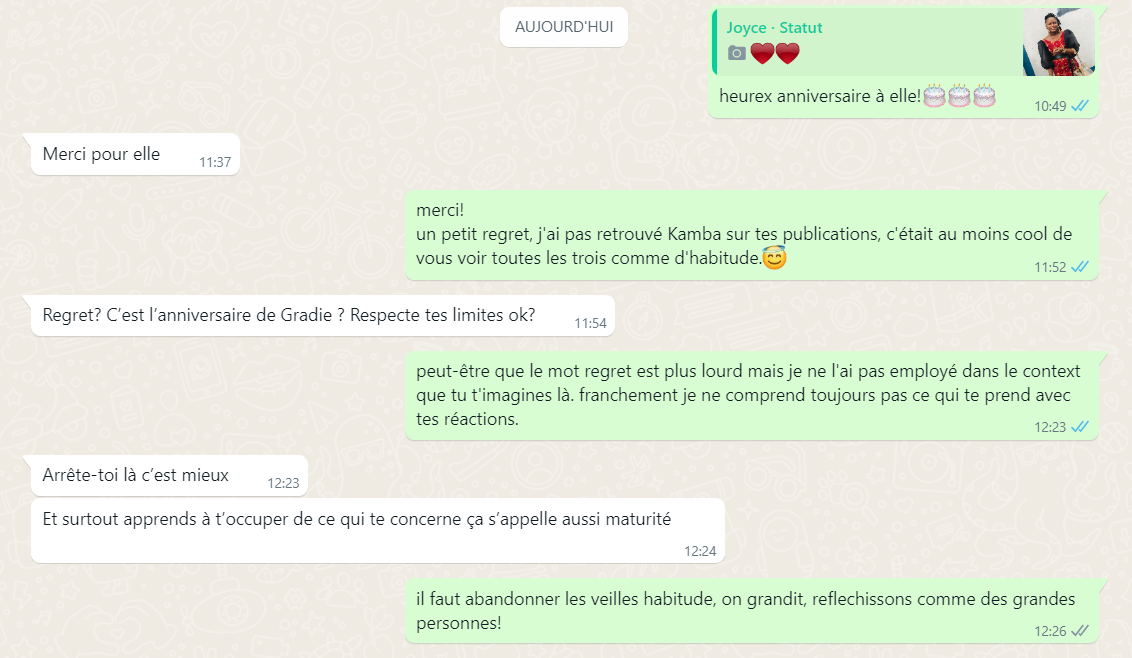 AUJOURD'HUI
Joyce · Statut
❤❤
heurex anniversaire à elle!🎂🎂🎂
10:49
Merci pour elle
11:37
merci!
un petit regret, j'ai pas retrouvé Kamba sur tes publications, c'était au moins cool de
vous voir toutes les trois comme d'habitude.😇
11:52
Regret? C’est l’anniversaire de Gradie ? Respecte tes limites ok?
11:54
peut-être que le mot regret est plus lourd mais je ne l'ai pas employé dans le context
que tu t'imagines là. franchement je ne comprend toujours pas ce qui te prend avec
tes réactions.
12:23
Arrête-toi là c’est mieux
12:23
Et surtout apprends à t’occuper de ce qui te concerne ça s’appelle aussi maturité
12:24
il faut abandonner les veilles habitude, on grandit, reflechissons comme des grandes
personnes!
12:26